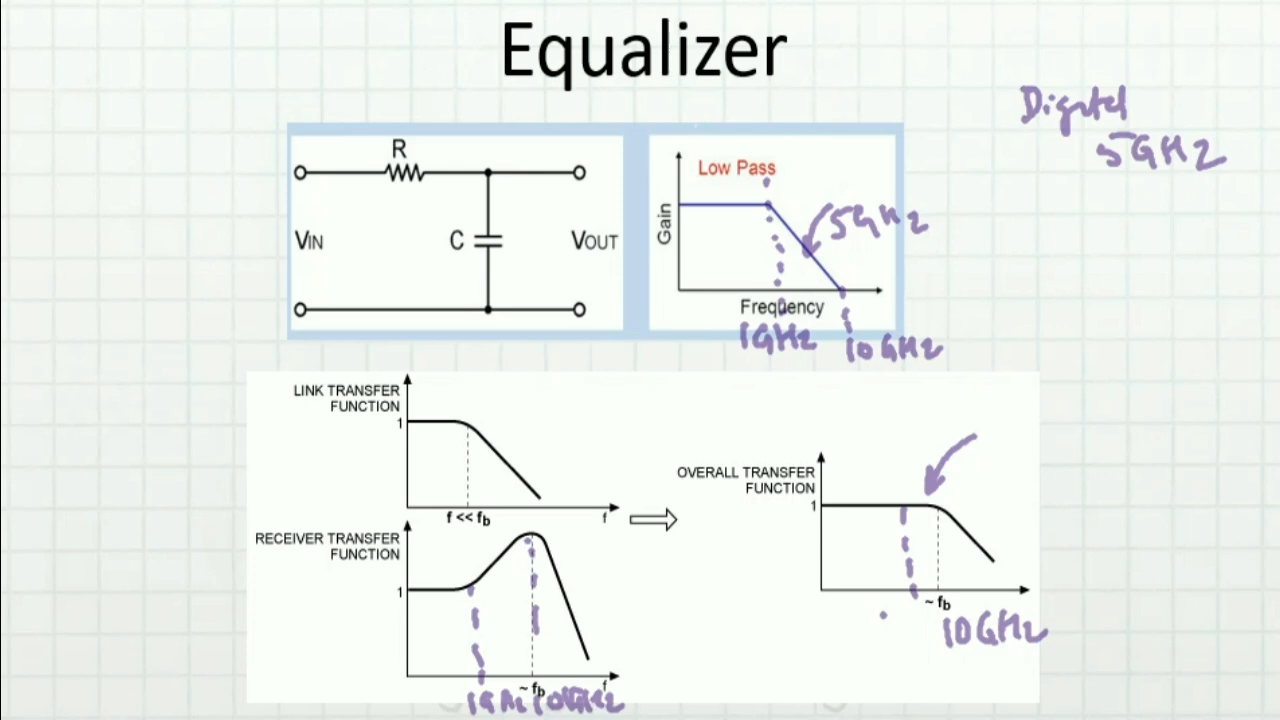 Equalizer
Digital
5GHz
R
VIN
C
VOUT
Low Pass
Gain
5GHz
Frequency
1GHz
10GHz
LINK TRANSFER
FUNCTION
1
f << fb
f
RECEIVER TRANSFER
FUNCTION
1
~ fb
f
10GHz
OVERALL TRANSFER
FUNCTION
1
~ fb
10GHz